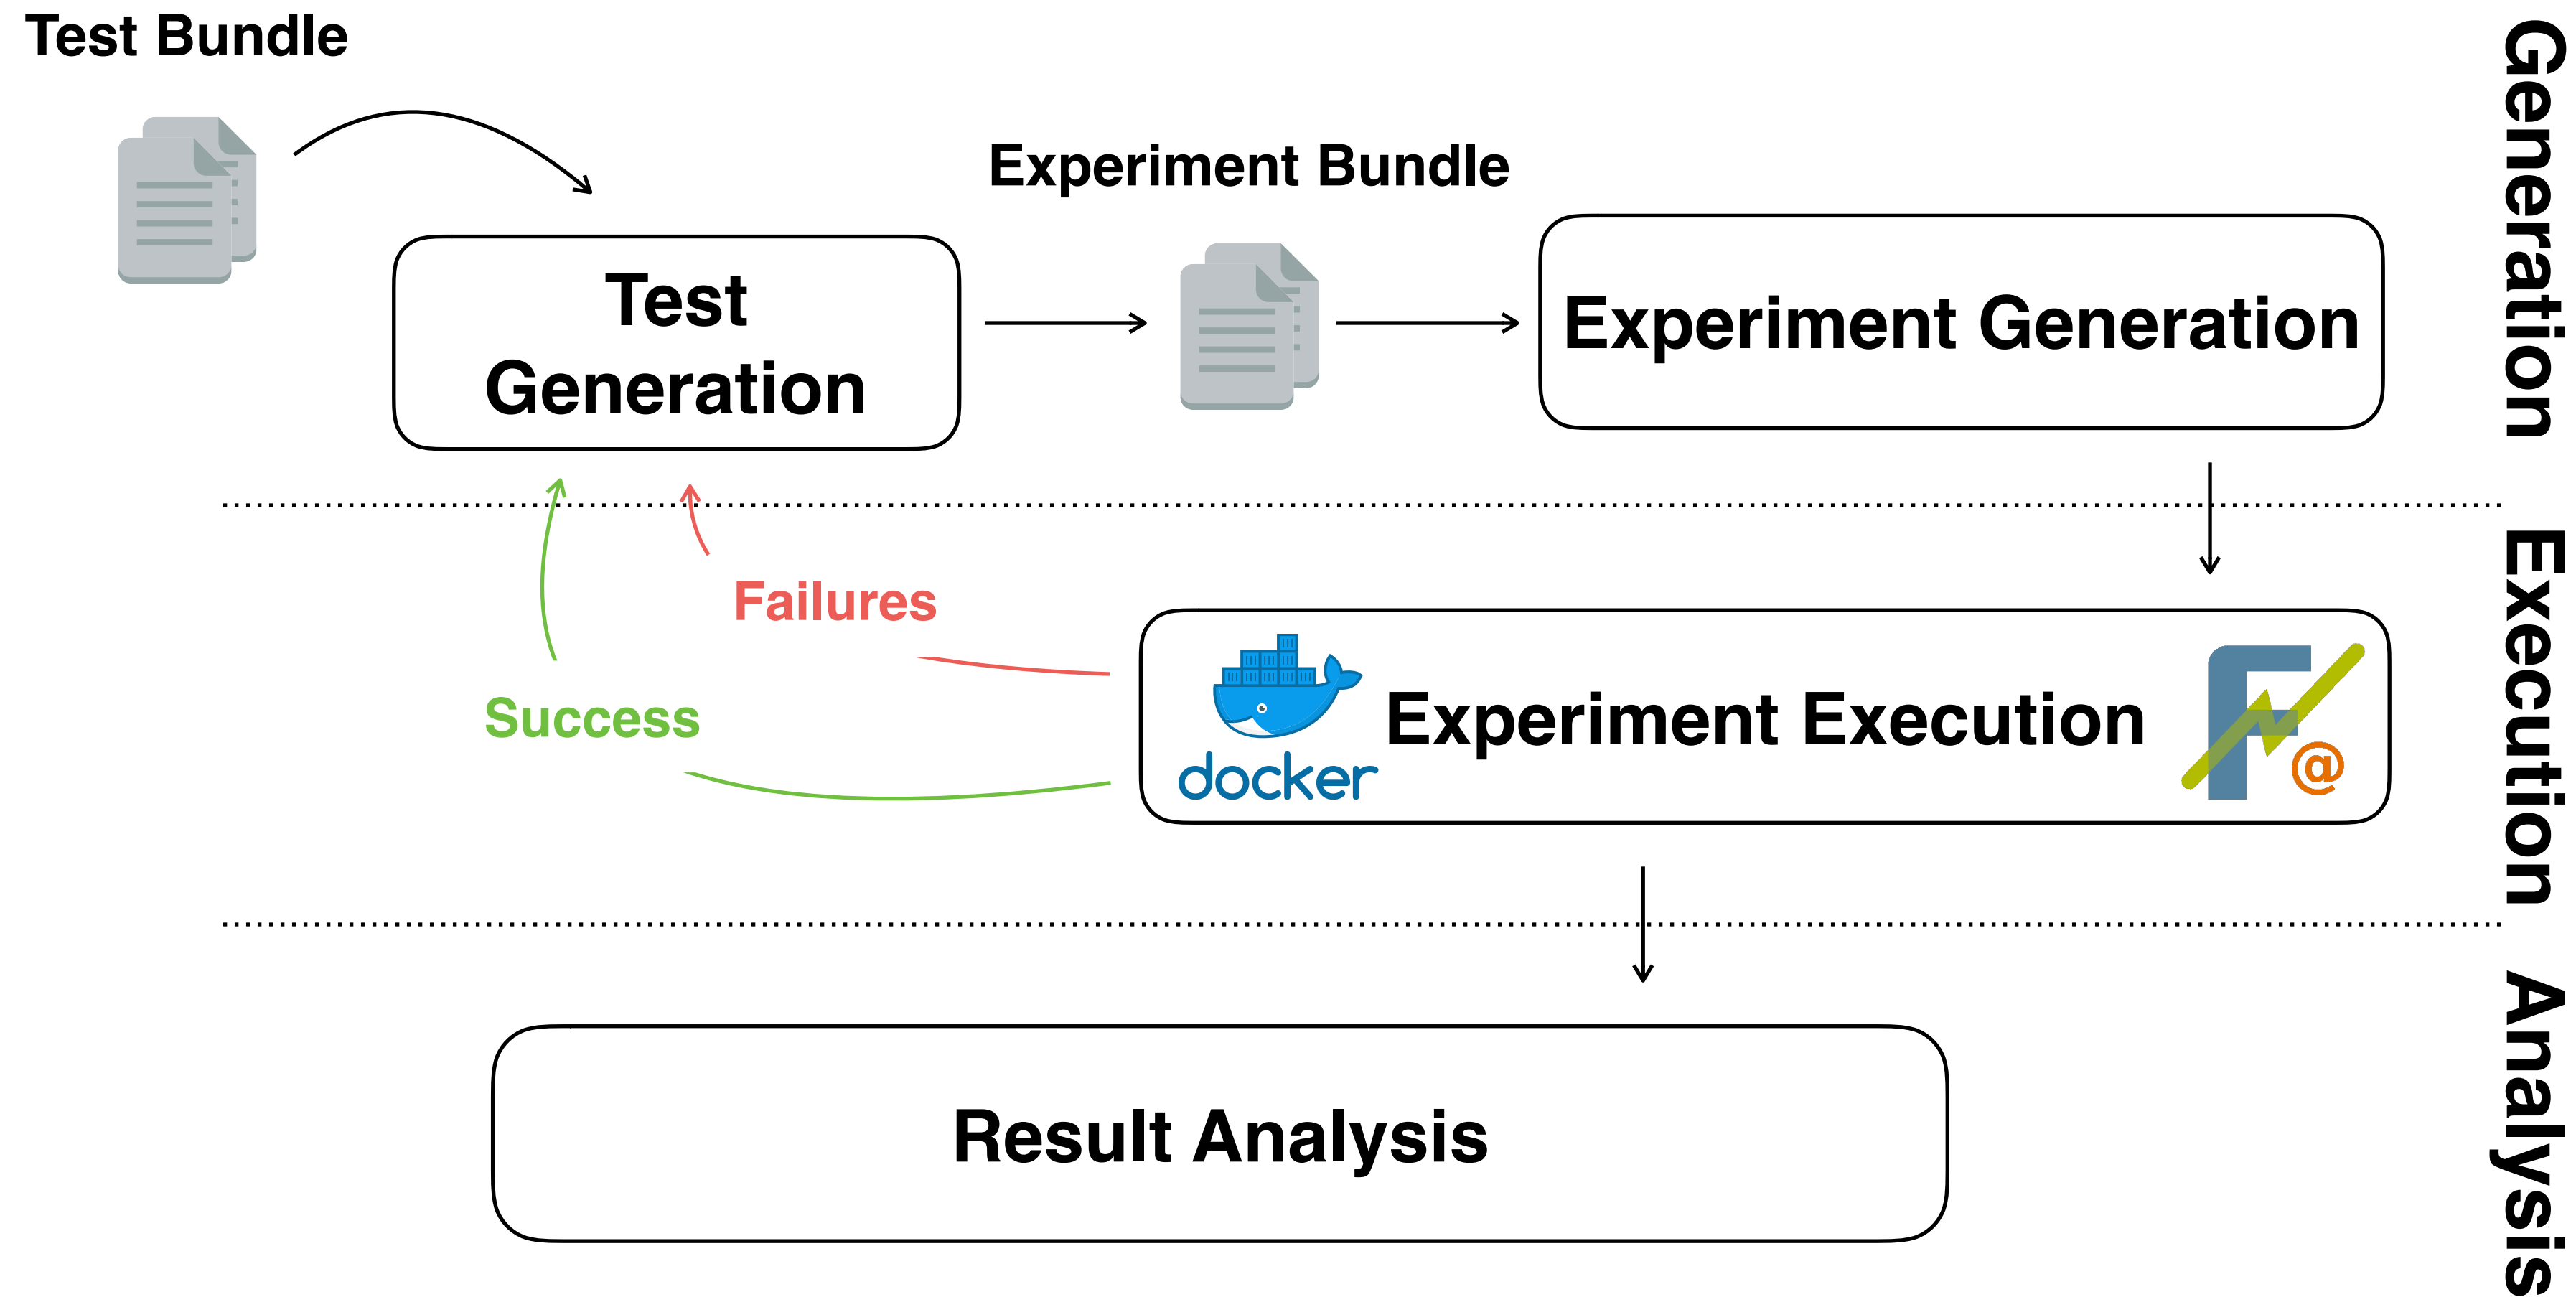 Test Bundle
Experiment Bundle
Test
Generation
Experiment Generation
Generation
Failures
Success
docker
Experiment Execution
F
@
Execution
Result Analysis
Analysis